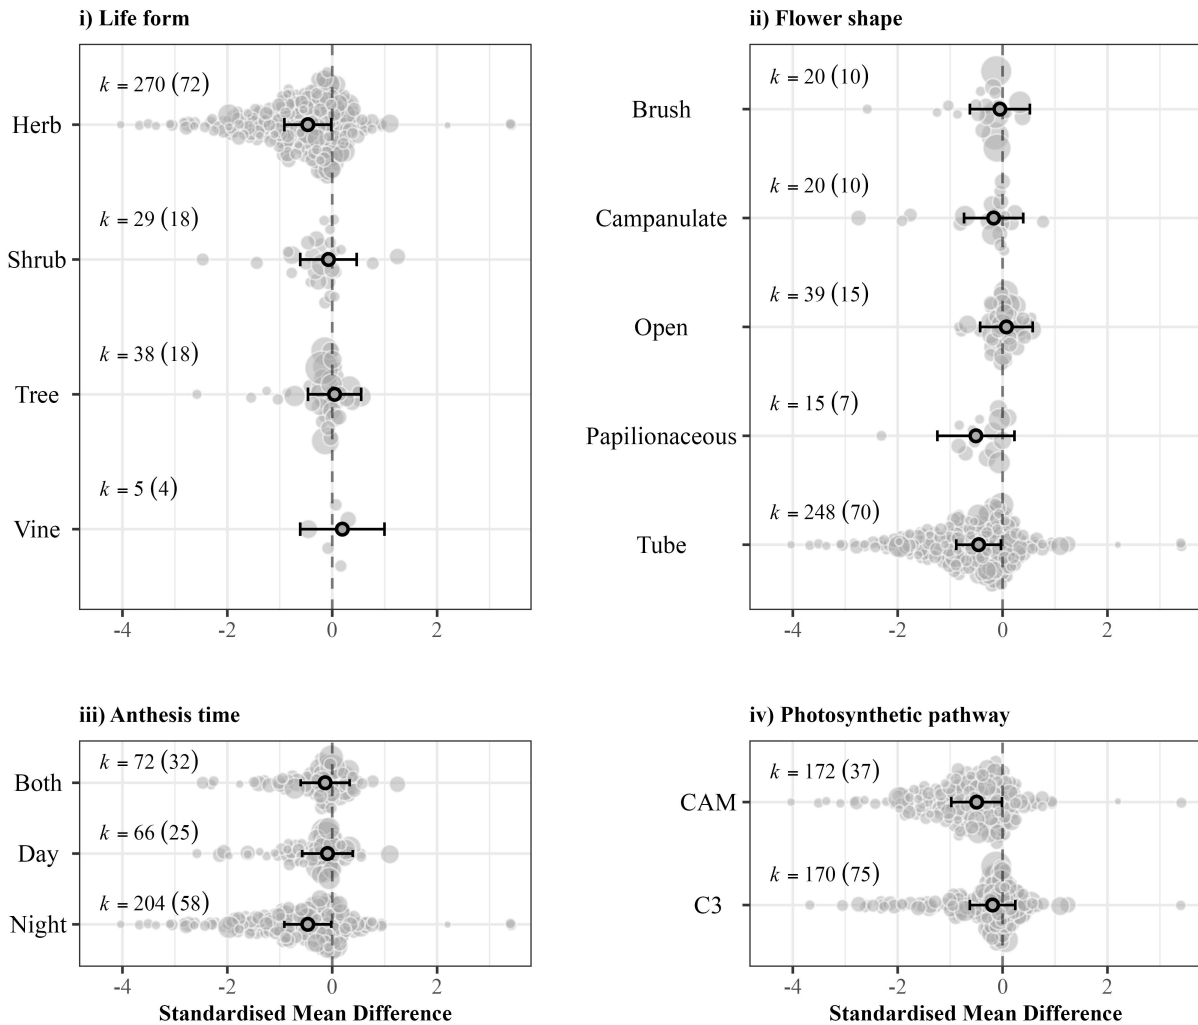 i) Life form
k = 270 (72)
Herb
k = 29 (18)
Shrub
k = 38 (18)
Tree
k = 5 (4)
Vine
-4 -2 0 2
ii) Flower shape
k = 20 (10)
Brush
k = 20 (10)
Campanulate
k = 39 (15)
Open
k = 15 (7)
Papilionaceous
k = 248 (70)
Tube
-4 -2 0 2
iii) Anthesis time
k = 72 (32)
Both
k = 66 (25)
Day
k = 204 (58)
Night
-4 -2 0 2
Standardised Mean Difference
iv) Photosynthetic pathway
k = 172 (37)
CAM
k = 170 (75)
C3
-4 -2 0 2
Standardised Mean Difference